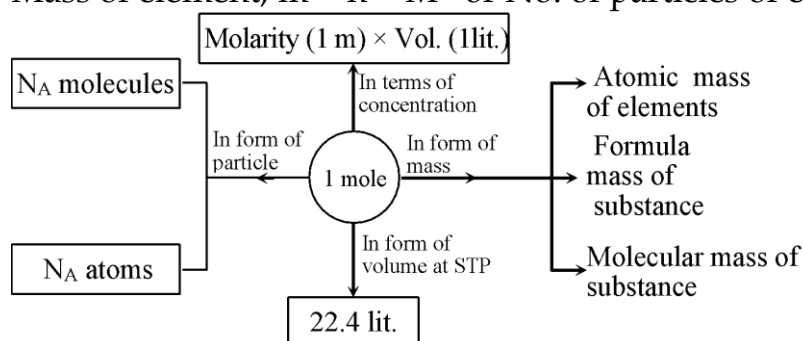 Molarity (1 m) × Vol. (1lit.)
N_A molecules
In terms of
concentration
Atomic mass
of elements
In form of
particle
1 mole
In form of
mass
Formula
mass of
substance
N_A atoms
In form of
volume at STP
Molecular mass of
substance
22.4 lit.